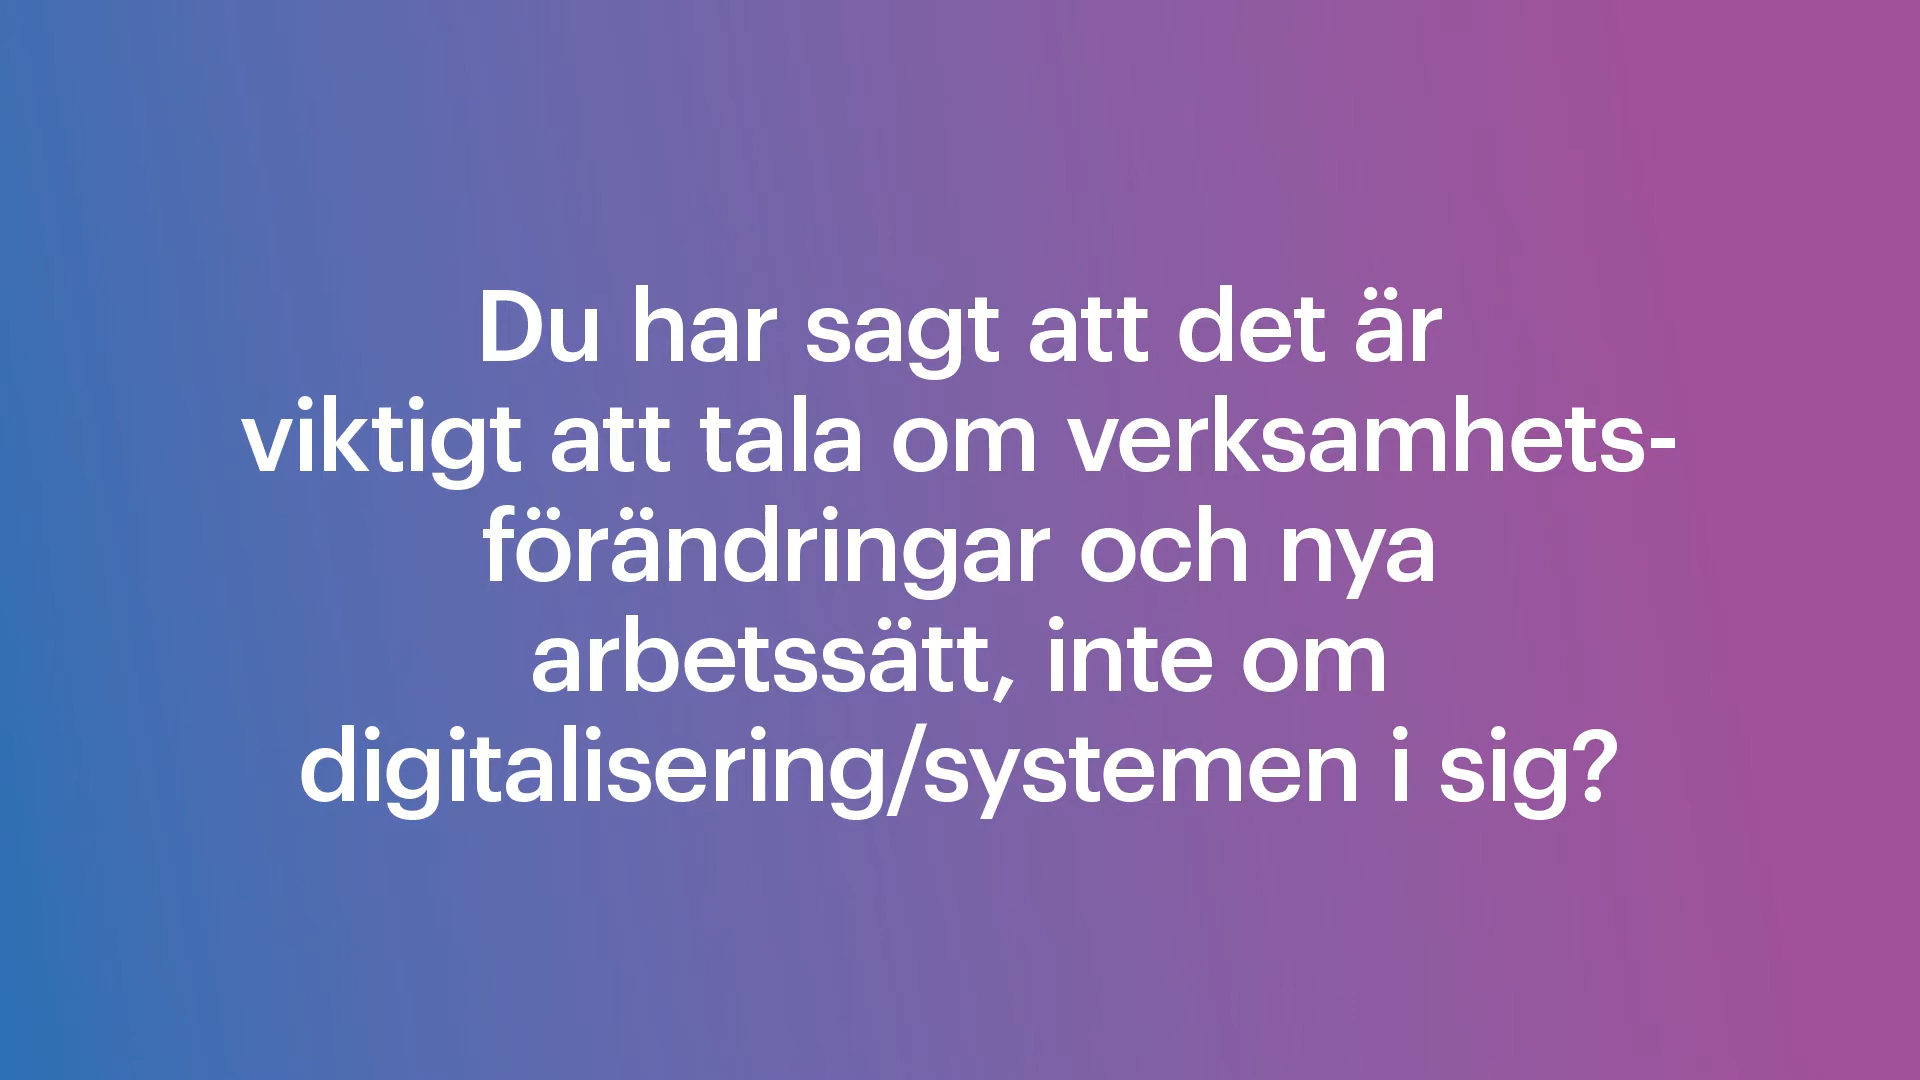 Du har sagt att det är
viktigt att tala om verksamhets-
förändringar och nya
arbetssätt, inte om
digitalisering/systemen i sig?